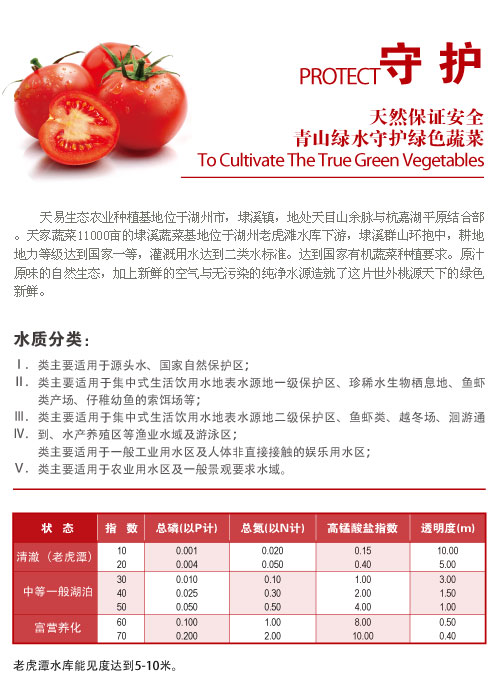 PROTECT守 护
天然保证安全
青山绿水守护绿色蔬菜
To Cultivate The True Green Vegetables
天易生态农业种植基地位于湖州市，埭溪镇，地处天目山余脉与杭嘉湖平原结合部
。天家蔬菜11000亩的埭溪蔬菜基地位于湖州老虎滩水库下游，埭溪群山环抱中，耕地
地力等级达到国家一等，灌溉用水达到二类水标准。达到国家有机蔬菜种植要求。原汁
原味的自然生态，加上新鲜的空气与无污染的纯净水源造就了这片世外桃源天下的绿色
新鲜。
水质分类：
Ⅰ．类主要适用于源头水、国家自然保护区；
Ⅱ．类主要适用于集中式生活饮用水地表水源地一级保护区、珍稀水生物栖息地、鱼虾
类产场、仔稚幼鱼的索饵场等；
Ⅲ．类主要适用于集中式生活饮用水地表水源地二级保护区、鱼虾类、越冬场、洄游通
Ⅳ．到、水产养殖区等渔业水域及游泳区；
类主要适用于一般工业用水区及人体非直接接触的娱乐用水区；
Ⅴ．类主要适用于农业用水区及一般景观要求水域。
状 态 指 数 总磷(以P计) 总氮(以N计) 高锰酸盐指数 透明度(m)
清澈（老虎潭） 10 0.001 0.020 0.15 10.00
20 0.004 0.050 0.40 5.00
30 0.010 0.10 1.00 3.00
中等一般湖泊 40 0.025 0.30 2.00 1.50
50 0.050 0.50 4.00 1.00
富营养化 60 0.100 1.00 8.00 0.50
70 0.200 2.00 10.00 0.40
老虎潭水库能见度达到5-10米。